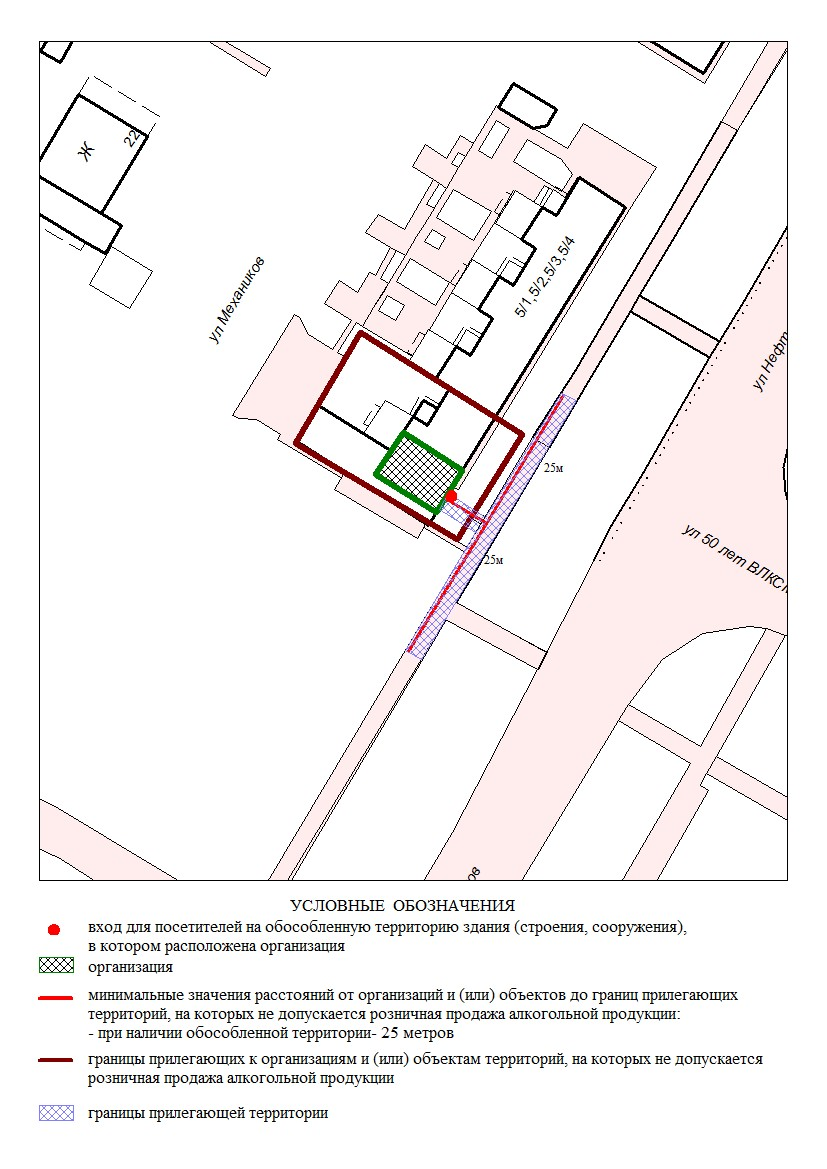 Ж
22
ул Механиков
5/1,5/2,5/3,5/4
ул Нефт
25м
25м
ул 50 лет ВЛКС
ов
УСЛОВНЫЕ ОБОЗНАЧЕНИЯ
вход для посетителей на обособленную территорию здания (строения, сооружения),
в котором расположена организация
организация
минимальные значения расстояний от организаций и (или) объектов до границ прилегающих
территорий, на которых не допускается розничная продажа алкогольной продукции:
- при наличии обособленной территории- 25 метров
границы прилегающих к организациям и (или) объектам территорий, на которых не допускается
розничная продажа алкогольной продукции
границы прилегающей территории